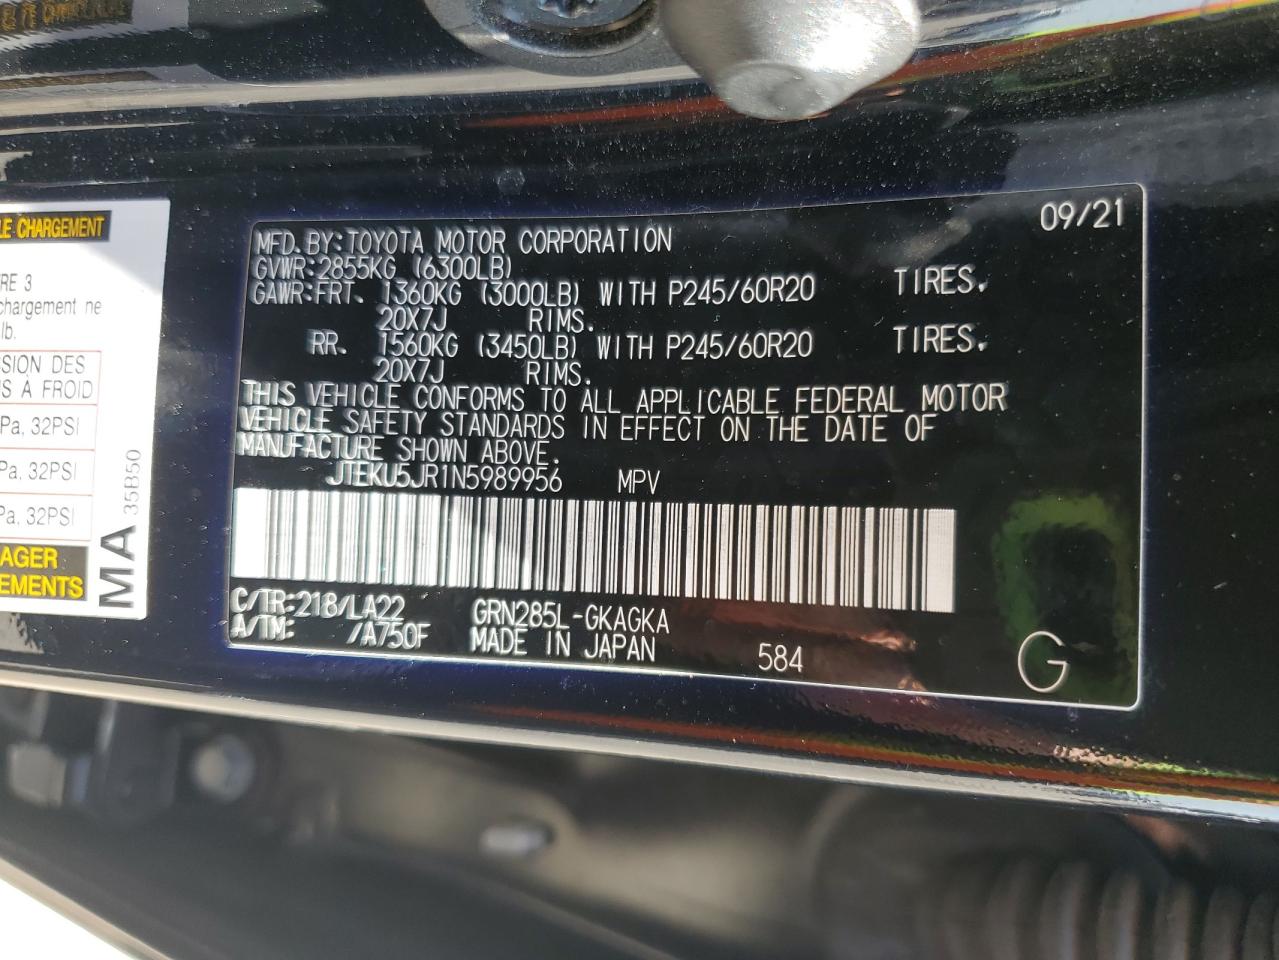 LE CHARGEMENT
RE 3
chargement ne
lb.
SSION DES
S A FROID
Pa, 32PSI
Pa, 32PSI
Pa, 32PSI
AGER
EMENTS
MA 35B50
09/21
MFD. BY: TOYOTA MOTOR CORPORATION
GVWR: 2855KG (6300LB)
GAWR: FRT. 1360KG (3000LB) WITH P245/60R20 TIRES.
20X7J RIMS.
RR. 1560KG (3450LB) WITH P245/60R20 TIRES.
20X7J RIMS.
THIS VEHICLE CONFORMS TO ALL APPLICABLE FEDERAL MOTOR
VEHICLE SAFETY STANDARDS IN EFFECT ON THE DATE OF
MANUFACTURE SHOWN ABOVE.
JTEKU5JR1N5989956 MPV
C/TR: 218/LA22 GRN285L-GKAGKA
A/TM: /A750F MADE IN JAPAN 584
G